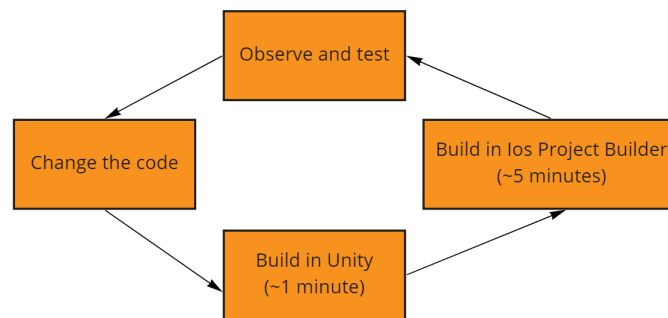 Observe and test
Change the code
Build in Ios Project Builder
(~5 minutes)
Build in Unity
(~1 minute)